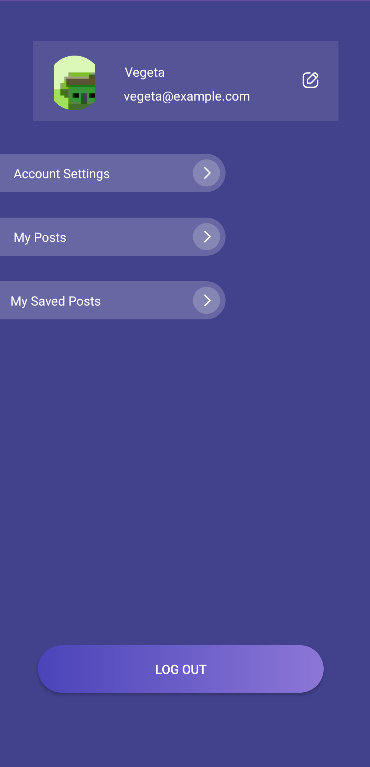 Vegeta
vegeta@example.com
Account Settings
My Posts
My Saved Posts
LOG OUT